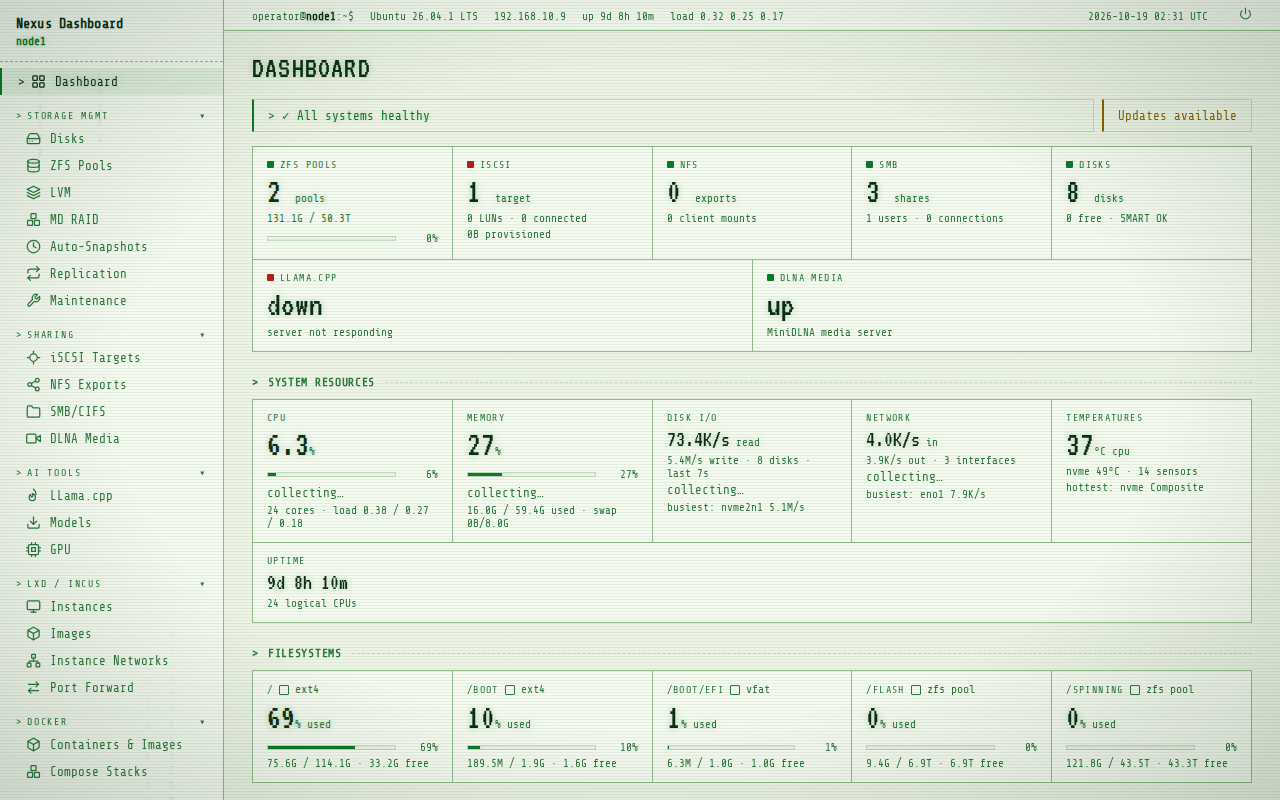 Nexus Dashboard
node1
operator@node1:~$ Ubuntu 26.04.1 LTS 192.168.10.9 up 9d 8h 10m load 0.32 0.25 0.17 2026-10-19 02:31 UTC
> Dashboard
> STORAGE MGMT ▾
Disks
ZFS Pools
LVM
MD RAID
Auto-Snapshots
Replication
Maintenance
> SHARING ▾
iSCSI Targets
NFS Exports
SMB/CIFS
DLNA Media
> AI TOOLS ▾
LLama.cpp
Models
GPU
> LXD / INCUS ▾
Instances
Images
Instance Networks
Port Forward
> DOCKER ▾
Containers & Images
Compose Stacks
DASHBOARD
> ✓ All systems healthy
Updates available
ZFS POOLS
2 pools
131.1G / 50.3T
0%
ISCSI
1 target
0 LUNs · 0 connected
0B provisioned
NFS
0 exports
0 client mounts
SMB
3 shares
1 users · 0 connections
DISKS
8 disks
0 free · SMART OK
LLAMA.CPP
down
server not responding
DLNA MEDIA
up
MiniDLNA media server
> SYSTEM RESOURCES
CPU
6.3%
6%
collecting…
24 cores · load 0.38 / 0.27
/ 0.18
MEMORY
27%
27%
collecting…
16.0G / 59.4G used · swap
0B/8.0G
DISK I/O
73.4K/s read
5.4M/s write · 8 disks ·
last 7s
collecting…
busiest: nvme2n1 5.1M/s
NETWORK
4.0K/s in
3.9K/s out · 3 interfaces
collecting…
busiest: eno1 7.9K/s
TEMPERATURES
37°C cpu
nvme 49°C · 14 sensors
hottest: nvme Composite
UPTIME
9d 8h 10m
24 logical CPUs
> FILESYSTEMS
/ ext4
69% used
69%
75.6G / 114.1G · 33.2G free
/BOOT ext4
10% used
10%
189.5M / 1.9G · 1.6G free
/BOOT/EFI vfat
1% used
1%
6.3M / 1.0G · 1.0G free
/FLASH zfs pool
0% used
0%
9.4G / 6.9T · 6.9T free
/SPINNING zfs pool
0% used
0%
121.8G / 43.5T · 43.3T free